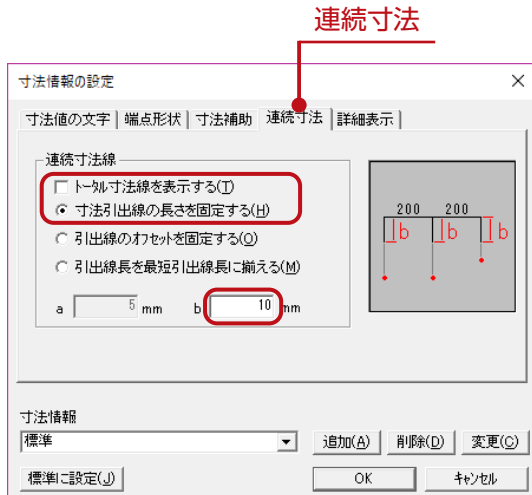 連続寸法
寸法情報の設定
寸法値の文字 端点形状 寸法補助 連続寸法 詳細表示
連続寸法線
ﾄｰﾀﾙ寸法線を表示する(T)
寸法引出線の長さを固定する(H)
引出線のｵﾌｾｯﾄを固定する(O)
引出線長を最短引出線長に揃える(M)
a 5 mm b 10 mm
200 200
b b b
寸法情報
標準
追加(A) 削除(D) 変更(C)
標準に設定(J) OK ｷｬﾝｾﾙ